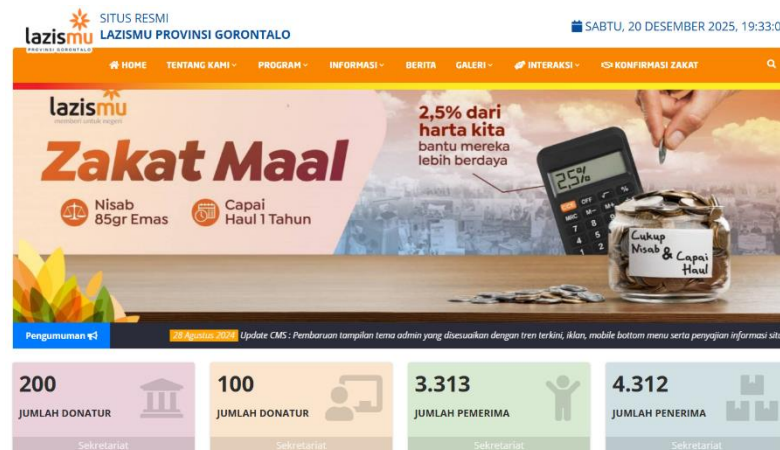 lazismu
PROVINSI GORONTALO
SITUS RESMI
LAZISMU PROVINSI GORONTALO
SABTU, 20 DESEMBER 2025, 19:33:0
HOME TENTANG KAMI PROGRAM INFORMASI BERITA GALERI INTERAKSI KONFIRMASI ZAKAT
lazismu
memberi untuk negeri
Zakat Maal
Nisab
85gr Emas
Capai
Haul 1 Tahun
2,5% dari
harta kita
bantu mereka
lebih berdaya
2,5%
Cukup
Nisab &
Capai
Haul
Pengumuman
28 Agustus 2024 Update CMS : Pembaruan tampilan tema admin yang disesuaikan dengan tren terkini, iklan, mobile bottom menu serta penyajian informasi situ
200
JUMLAH DONATUR
Sekretariat
100
JUMLAH DONATUR
Sekretariat
3.313
JUMLAH PEMERIMA
Sekretariat
4.312
JUMLAH PENERIMA
Sekretariat